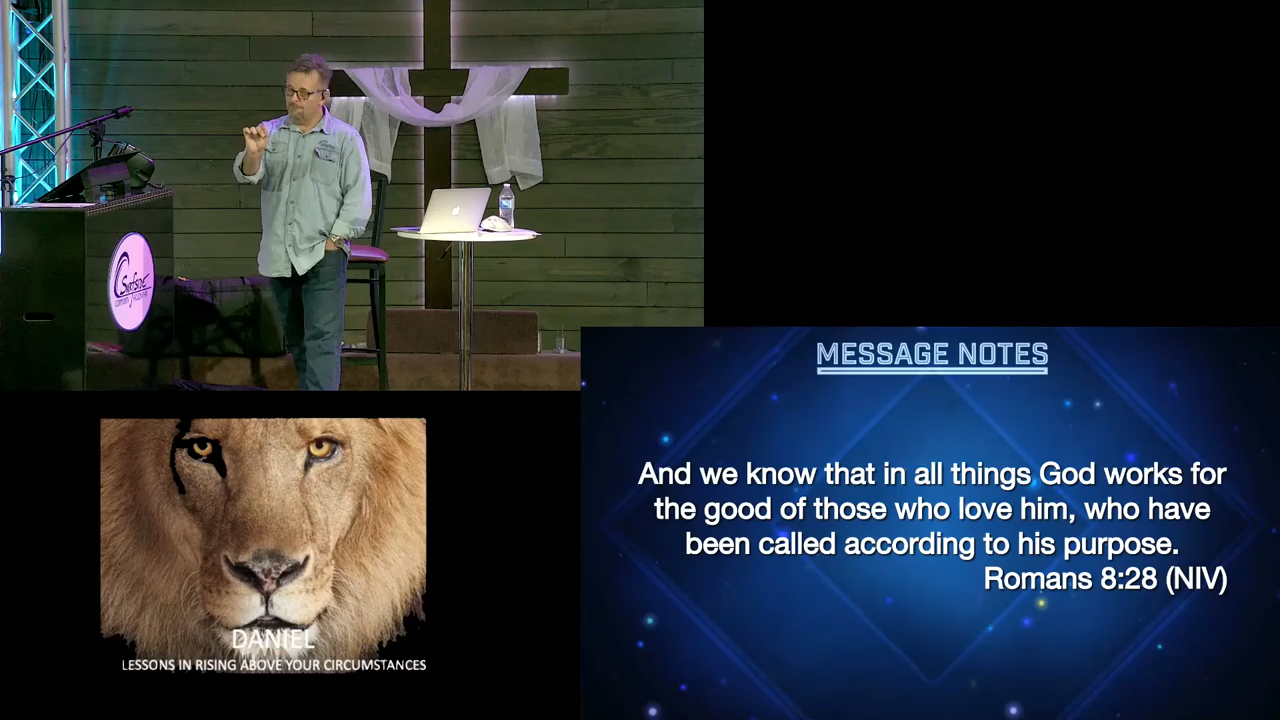 Surfside
MESSAGE NOTES
And we know that in all things God works for
the good of those who love him, who have
been called according to his purpose.
Romans 8:28 (NIV)
DANIEL
LESSONS IN RISING ABOVE YOUR CIRCUMSTANCES